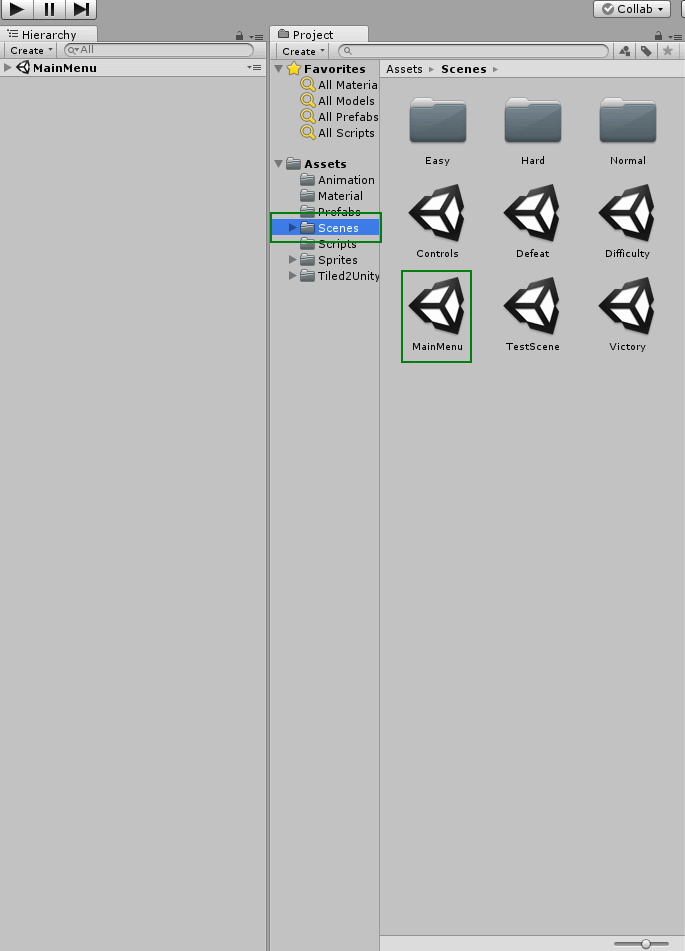 Collab
Hierarchy
Create
All
MainMenu
Project
Create
Favorites
All Materia
All Models
All Prefabs
All Scripts
Assets
Animation
Material
Prefabs
Scenes
Scripts
Sprites
Tiled2Unity
Assets Scenes
Easy Hard Normal
Controls Defeat Difficulty
MainMenu TestScene Victory